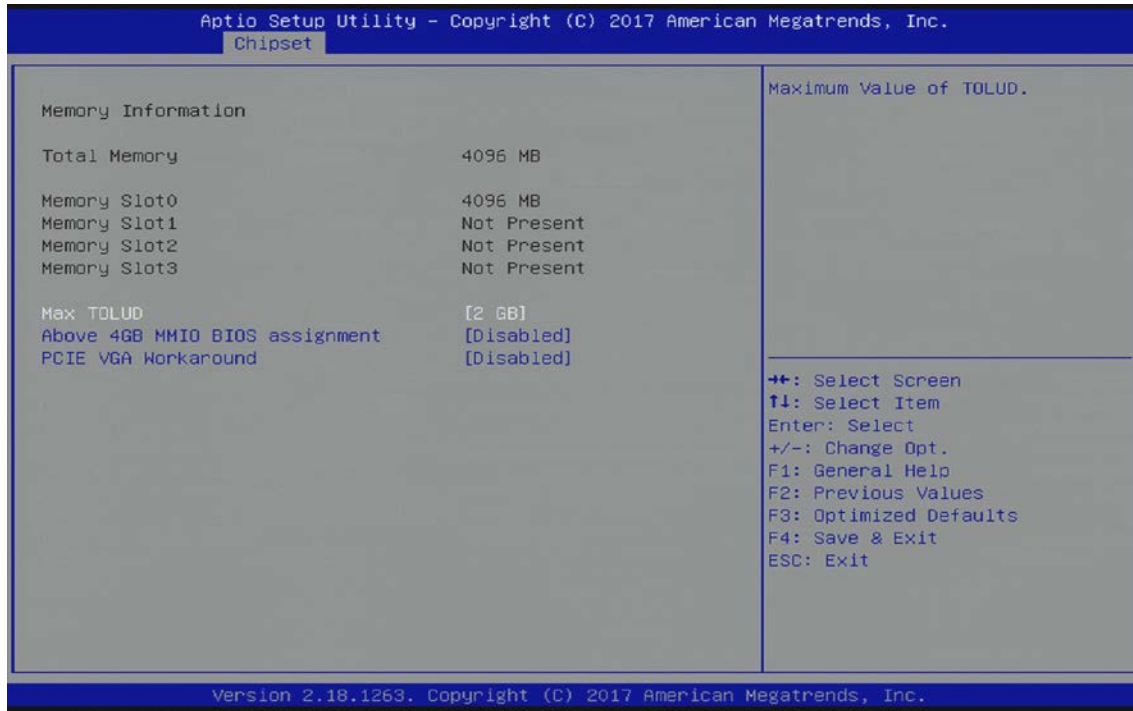 Aptio Setup Utility – Copyright (C) 2017 American Megatrends, Inc.
Chipset
Memory Information
Total Memory 4096 MB
Memory Slot0 4096 MB
Memory Slot1 Not Present
Memory Slot2 Not Present
Memory Slot3 Not Present
Max TOLUD [2 GB]
Above 4GB MMIO BIOS assignment [Disabled]
PCIE VGA Workaround [Disabled]
Maximum Value of TOLUD.
→←: Select Screen
↑↓: Select Item
Enter: Select
+/-: Change Opt.
F1: General Help
F2: Previous Values
F3: Optimized Defaults
F4: Save & Exit
ESC: Exit
Version 2.18.1263. Copyright (C) 2017 American Megatrends, Inc.